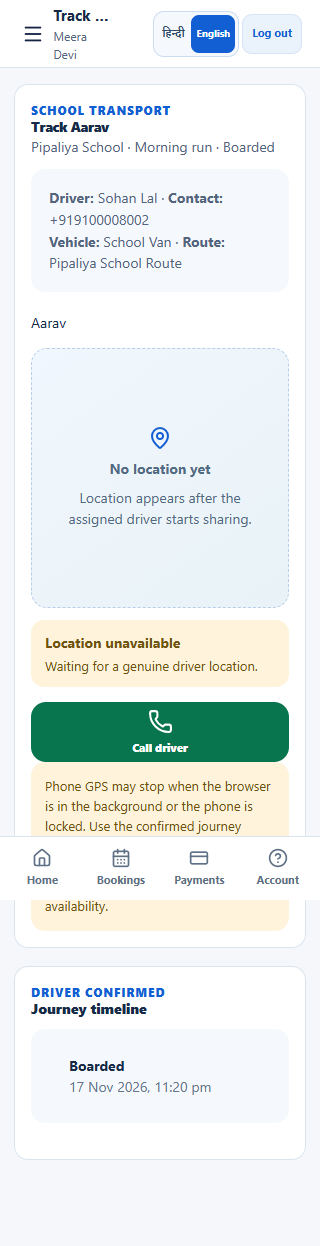 Track ...
Meera
Devi
हिन्दी
English
Log out
SCHOOL TRANSPORT
Track Aarav
Pipaliya School · Morning run · Boarded
Driver: Sohan Lal · Contact:
+919100008002
Vehicle: School Van · Route:
Pipaliya School Route
Aarav
No location yet
Location appears after the
assigned driver starts sharing.
Location unavailable
Waiting for a genuine driver location.
Call driver
Phone GPS may stop when the browser
is in the background or the phone is
locked. Use the confirmed journey
Home
Bookings
Payments
Account
availability.
DRIVER CONFIRMED
Journey timeline
Boarded
17 Nov 2026, 11:20 pm